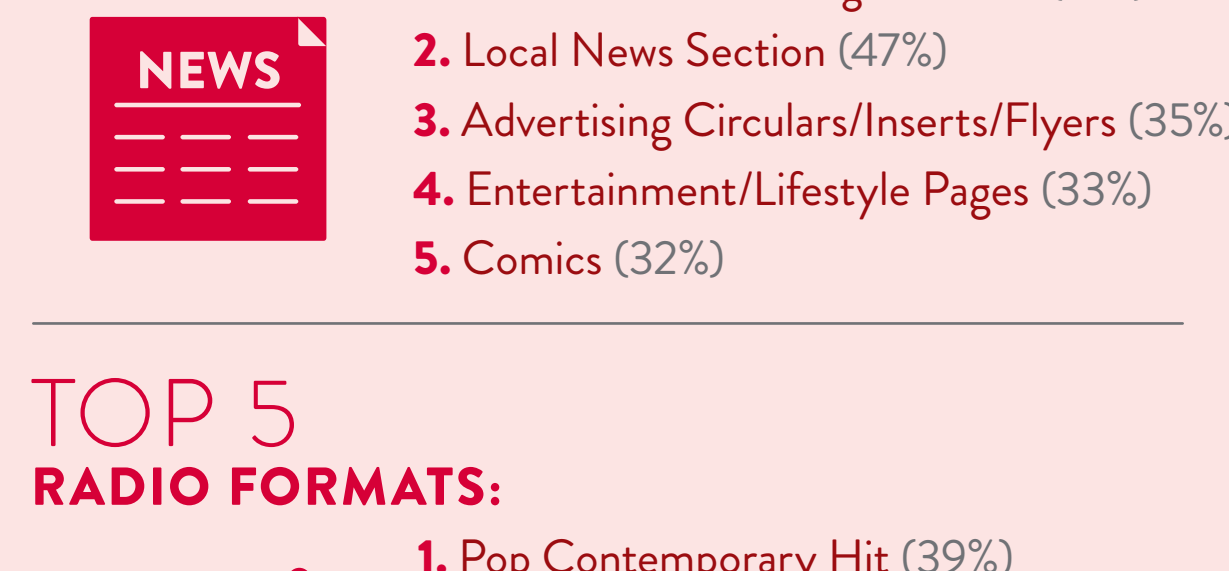 NEWS
2. Local News Section (47%)
3. Advertising Circulars/Inserts/Flyers (35%)
4. Entertainment/Lifestyle Pages (33%)
5. Comics (32%)
TOP 5
RADIO FORMATS:
1. Pop Contemporary Hit (39%)